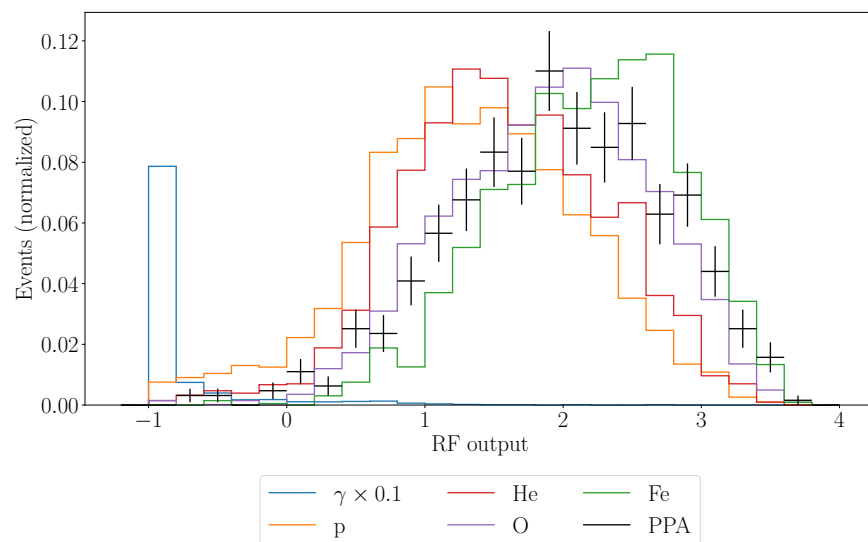 0.12
0.10
0.08
0.06
0.04
0.02
0.00
Events (normalized)
−1 0 1 2 3 4
RF output
γ × 0.1 He Fe
p O PPA